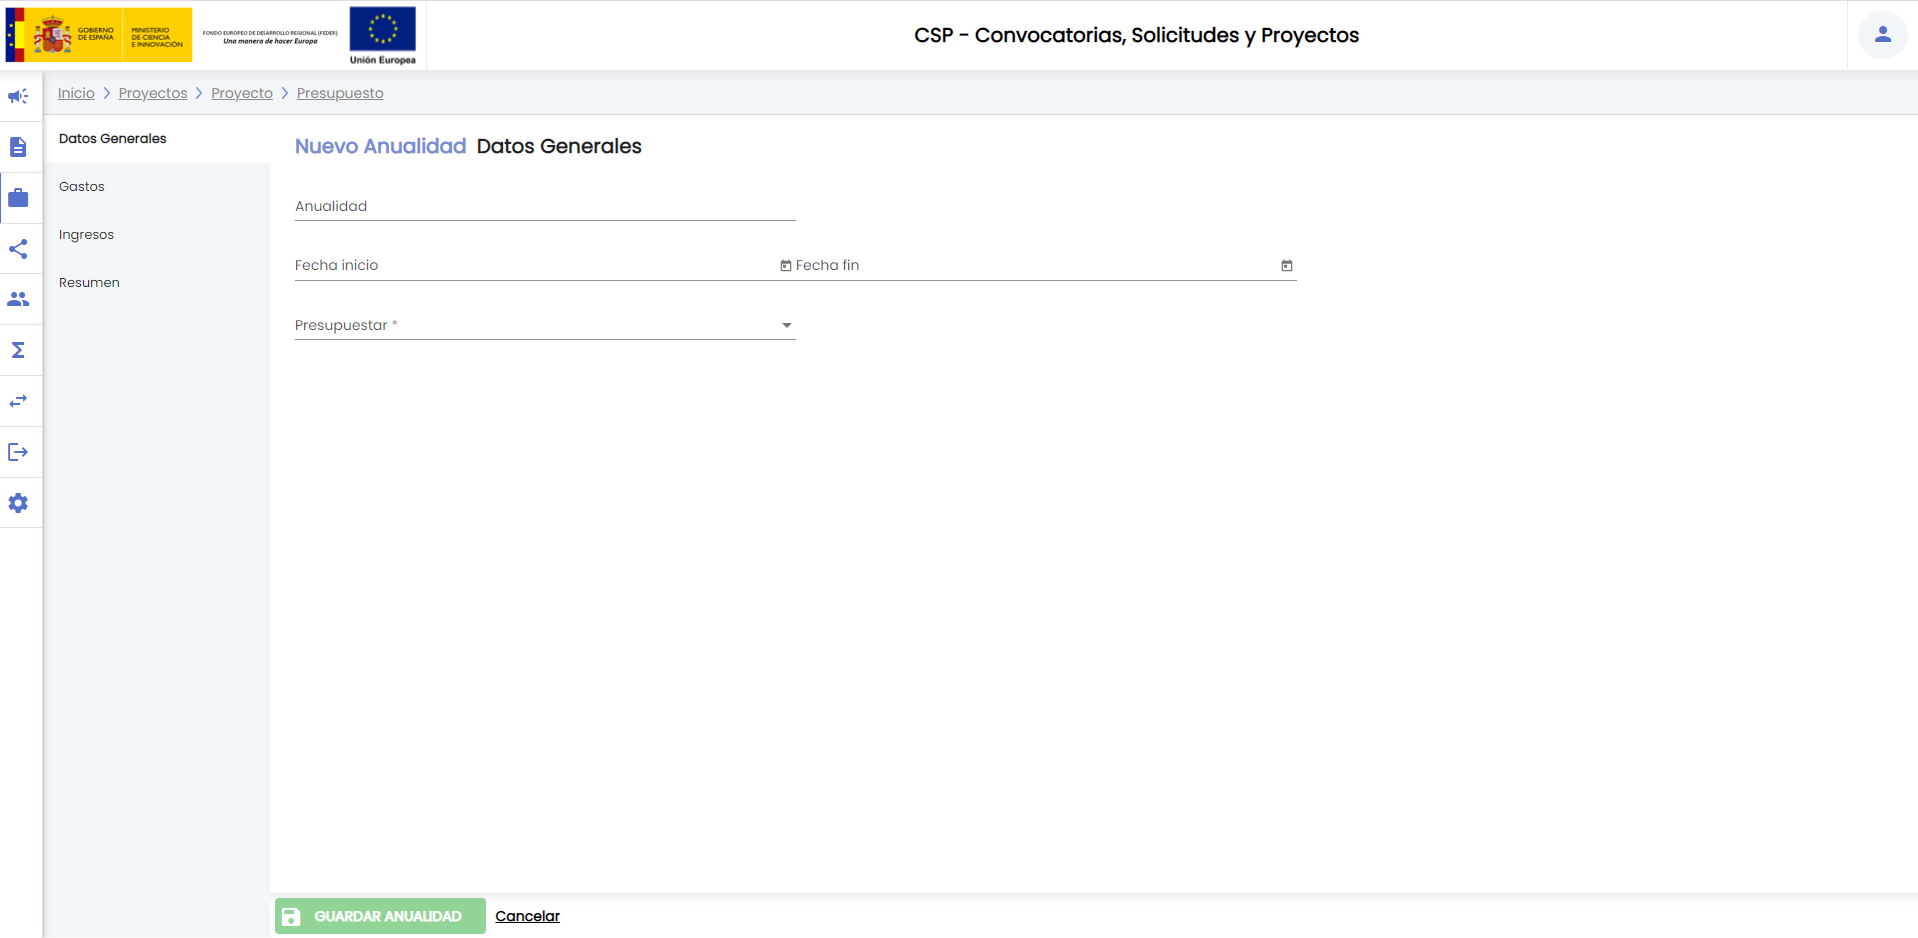 GOBIERNO
DE ESPAÑA
MINISTERIO
DE CIENCIA
E INNOVACIÓN
FONDO EUROPEO DE DESARROLLO REGIONAL (FEDER)
Una manera de hacer Europa
Unión Europea
CSP - Convocatorias, Solicitudes y Proyectos
Inicio > Proyectos > Proyecto > Presupuesto
Datos Generales
Gastos
Ingresos
Resumen
Nuevo Anualidad Datos Generales
Anualidad
Fecha inicio Fecha fin
Presupuestar *
GUARDAR ANUALIDAD Cancelar